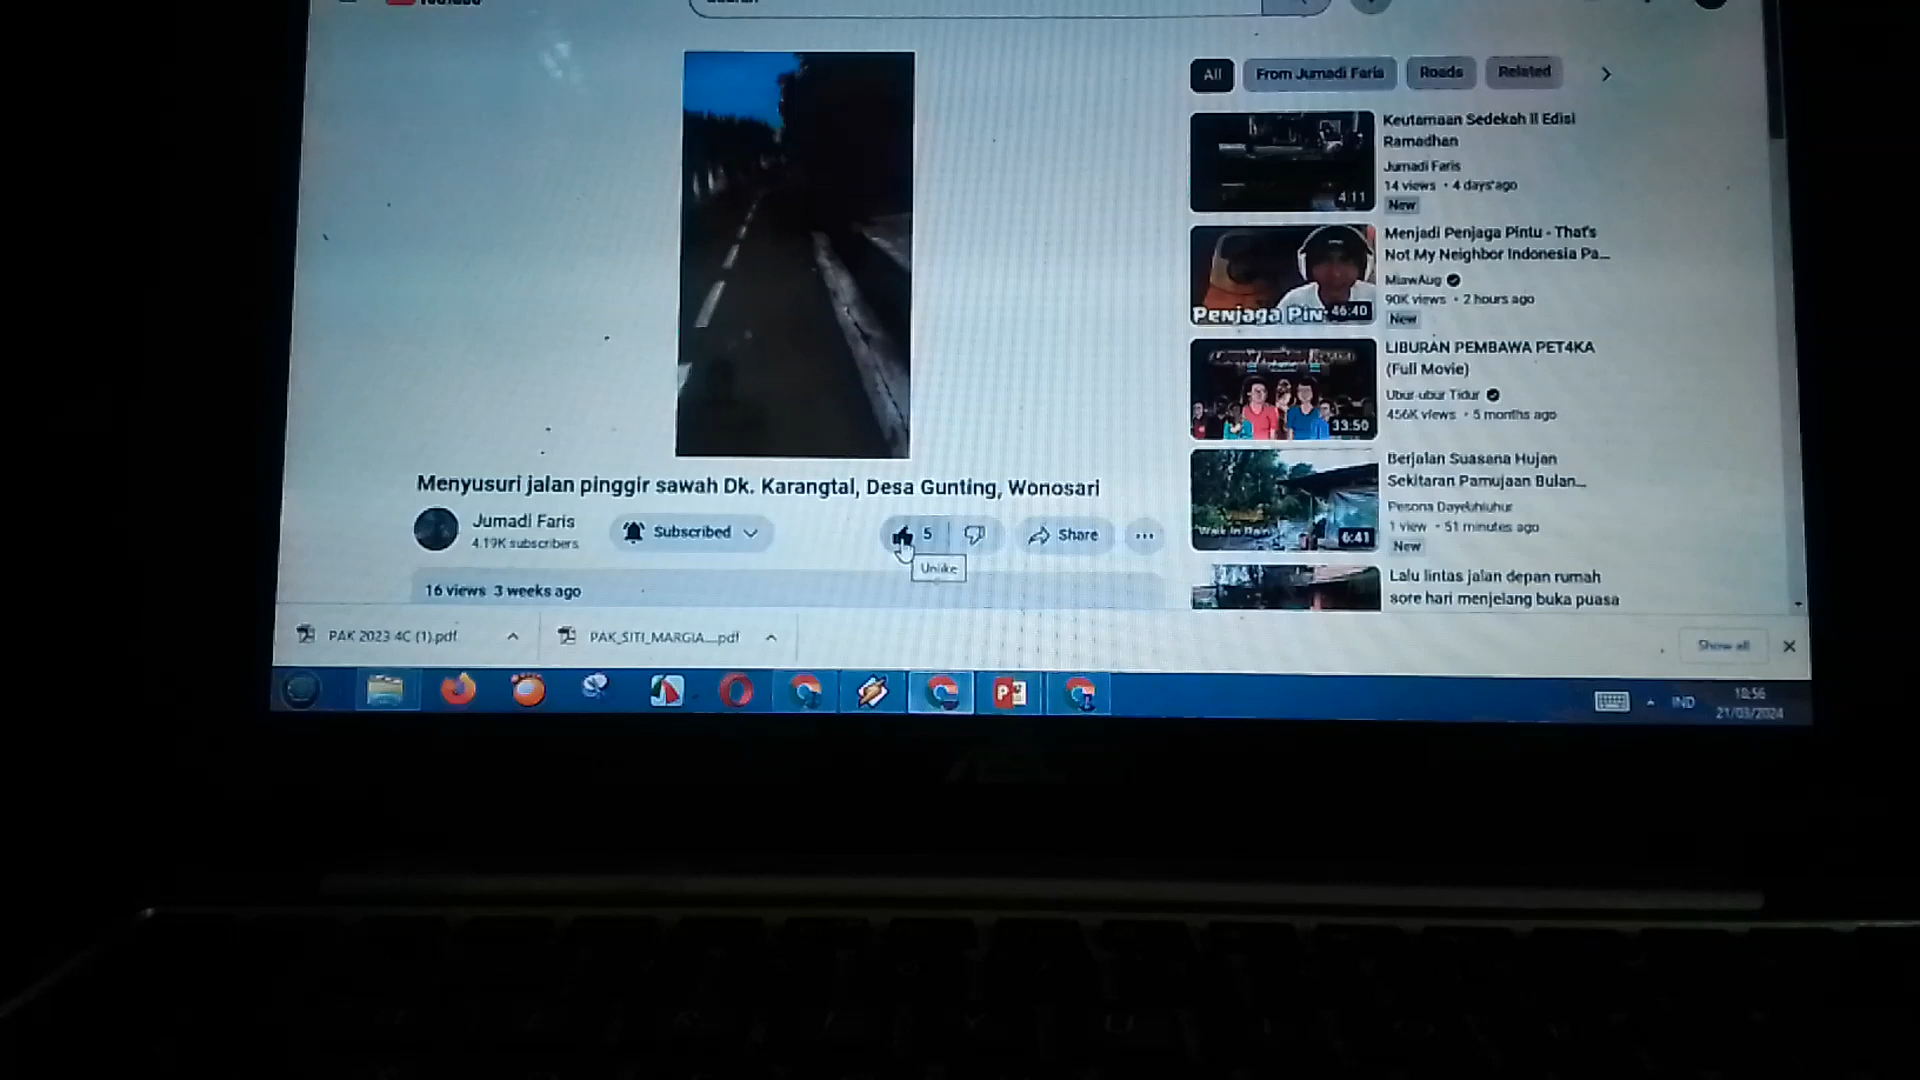 All
From Jumadi Faris
Roads
Related
Menyusuri jalan pinggir sawah Dk. Karangtal, Desa Gunting, Wonosari
Jumadi Faris
4.19K subscribers
Subscribed
5
Share
...
Unlike
16 views 3 weeks ago
4:11
Keutamaan Sedekah II Edisi
Ramadhan
Jumadi Faris
14 views • 4 days ago
New
Penjaga Pin
46:40
Menjadi Penjaga Pintu - That's
Not My Neighbor Indonesia Pa...
MiawAug
90K views • 2 hours ago
New
33:50
LIBURAN PEMBAWA PET4KA
(Full Movie)
Ubur-ubur Tidur
456K views • 5 months ago
Walk in Rain
6:41
Berjalan Suasana Hujan
Sekitaran Pamujaan Bulan...
Pesona Dayeuhluhur
1 view • 51 minutes ago
New
Lalu lintas jalan depan rumah
sore hari menjelang buka puasa
PAK 2023 4C (1).pdf
PAK_SITI_MARGIA....pdf
Show all
IND
18:56
21/03/2024